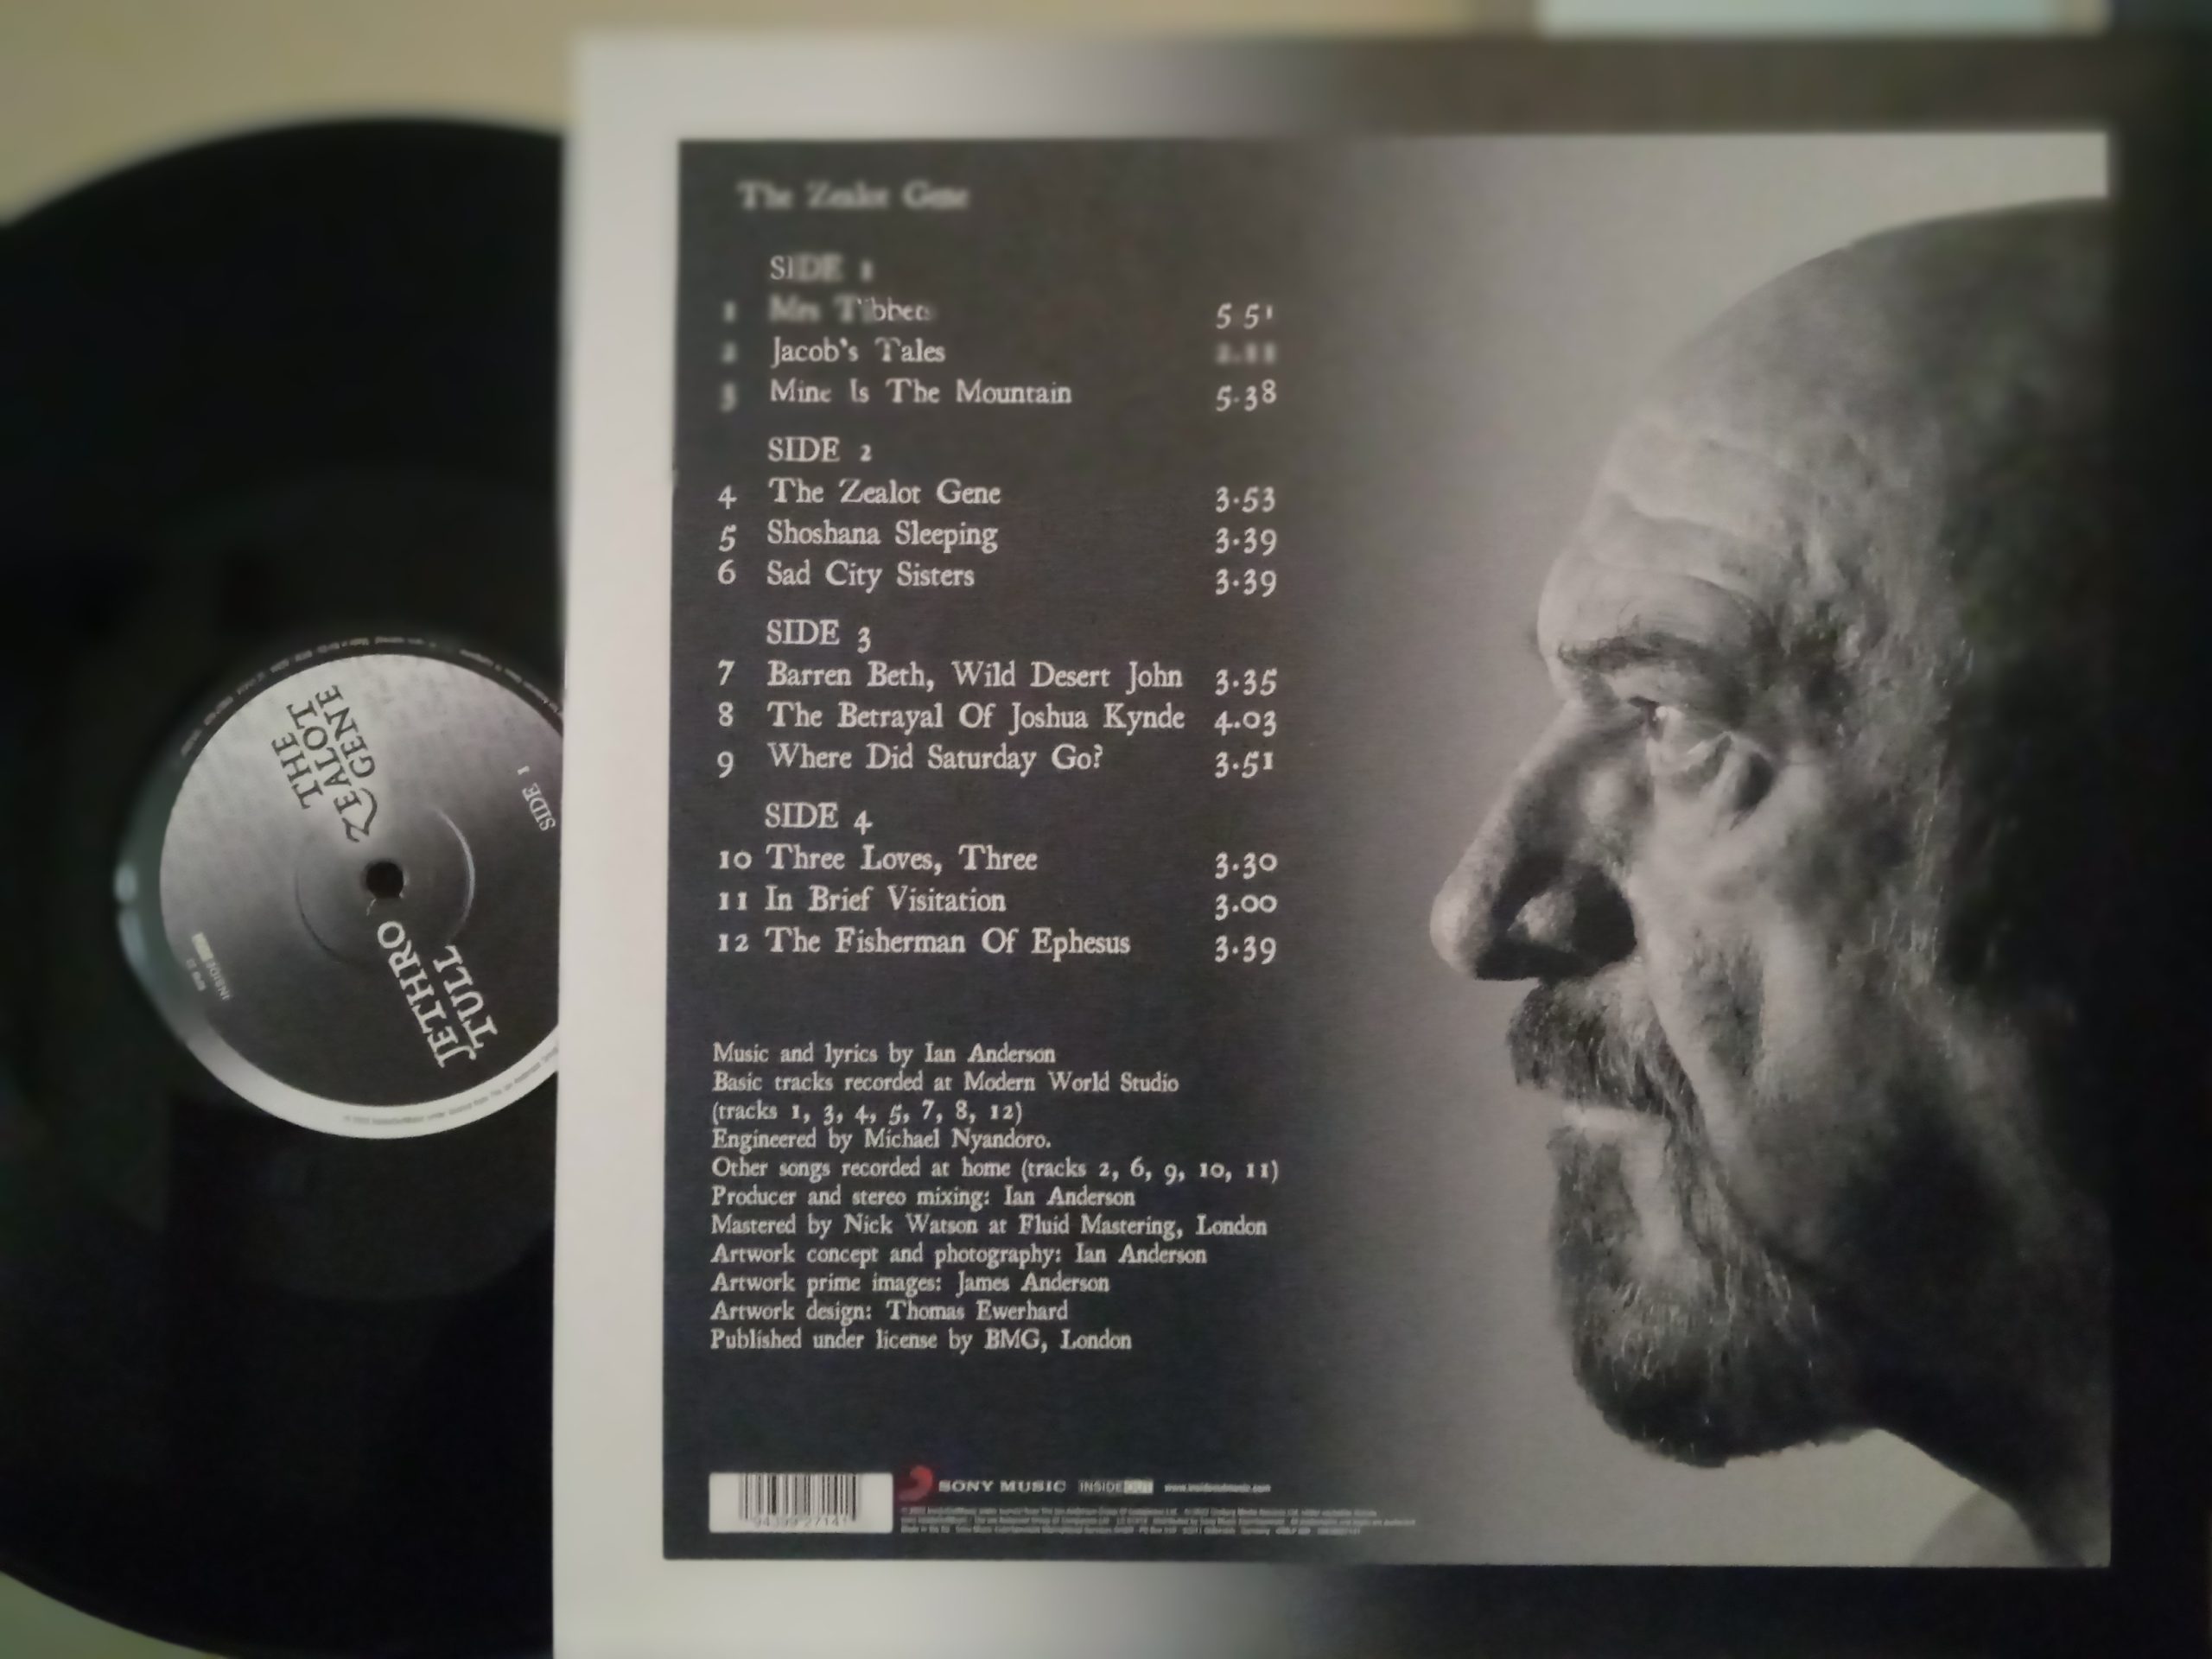 The Zealot Gene
SIDE 1
1 Mrs Tibbets 5.51
2 Jacob's Tales 2.11
3 Mine Is The Mountain 5.38
SIDE 2
4 The Zealot Gene 3.53
5 Shoshana Sleeping 3.39
6 Sad City Sisters 3.39
SIDE 3
7 Barren Beth, Wild Desert John 3.35
8 The Betrayal Of Joshua Kynde 4.03
9 Where Did Saturday Go? 3.51
SIDE 4
10 Three Loves, Three 3.30
11 In Brief Visitation 3.00
12 The Fisherman Of Ephesus 3.39
Music and lyrics by Ian Anderson
Basic tracks recorded at Modern World Studio
(tracks 1, 3, 4, 5, 7, 8, 12)
Engineered by Michael Nyandoro.
Other songs recorded at home (tracks 2, 6, 9, 10, 11)
Producer and stereo mixing: Ian Anderson
Mastered by Nick Watson at Fluid Mastering, London
Artwork concept and photography: Ian Anderson
Artwork prime images: James Anderson
Artwork design: Thomas Ewerhard
Published under license by BMG, London
SONY MUSIC INSIDEOUT www.insideoutmusic.com
THE
ZEALOT
GENE
SIDE 1
JETHRO
TULL
INSIDE